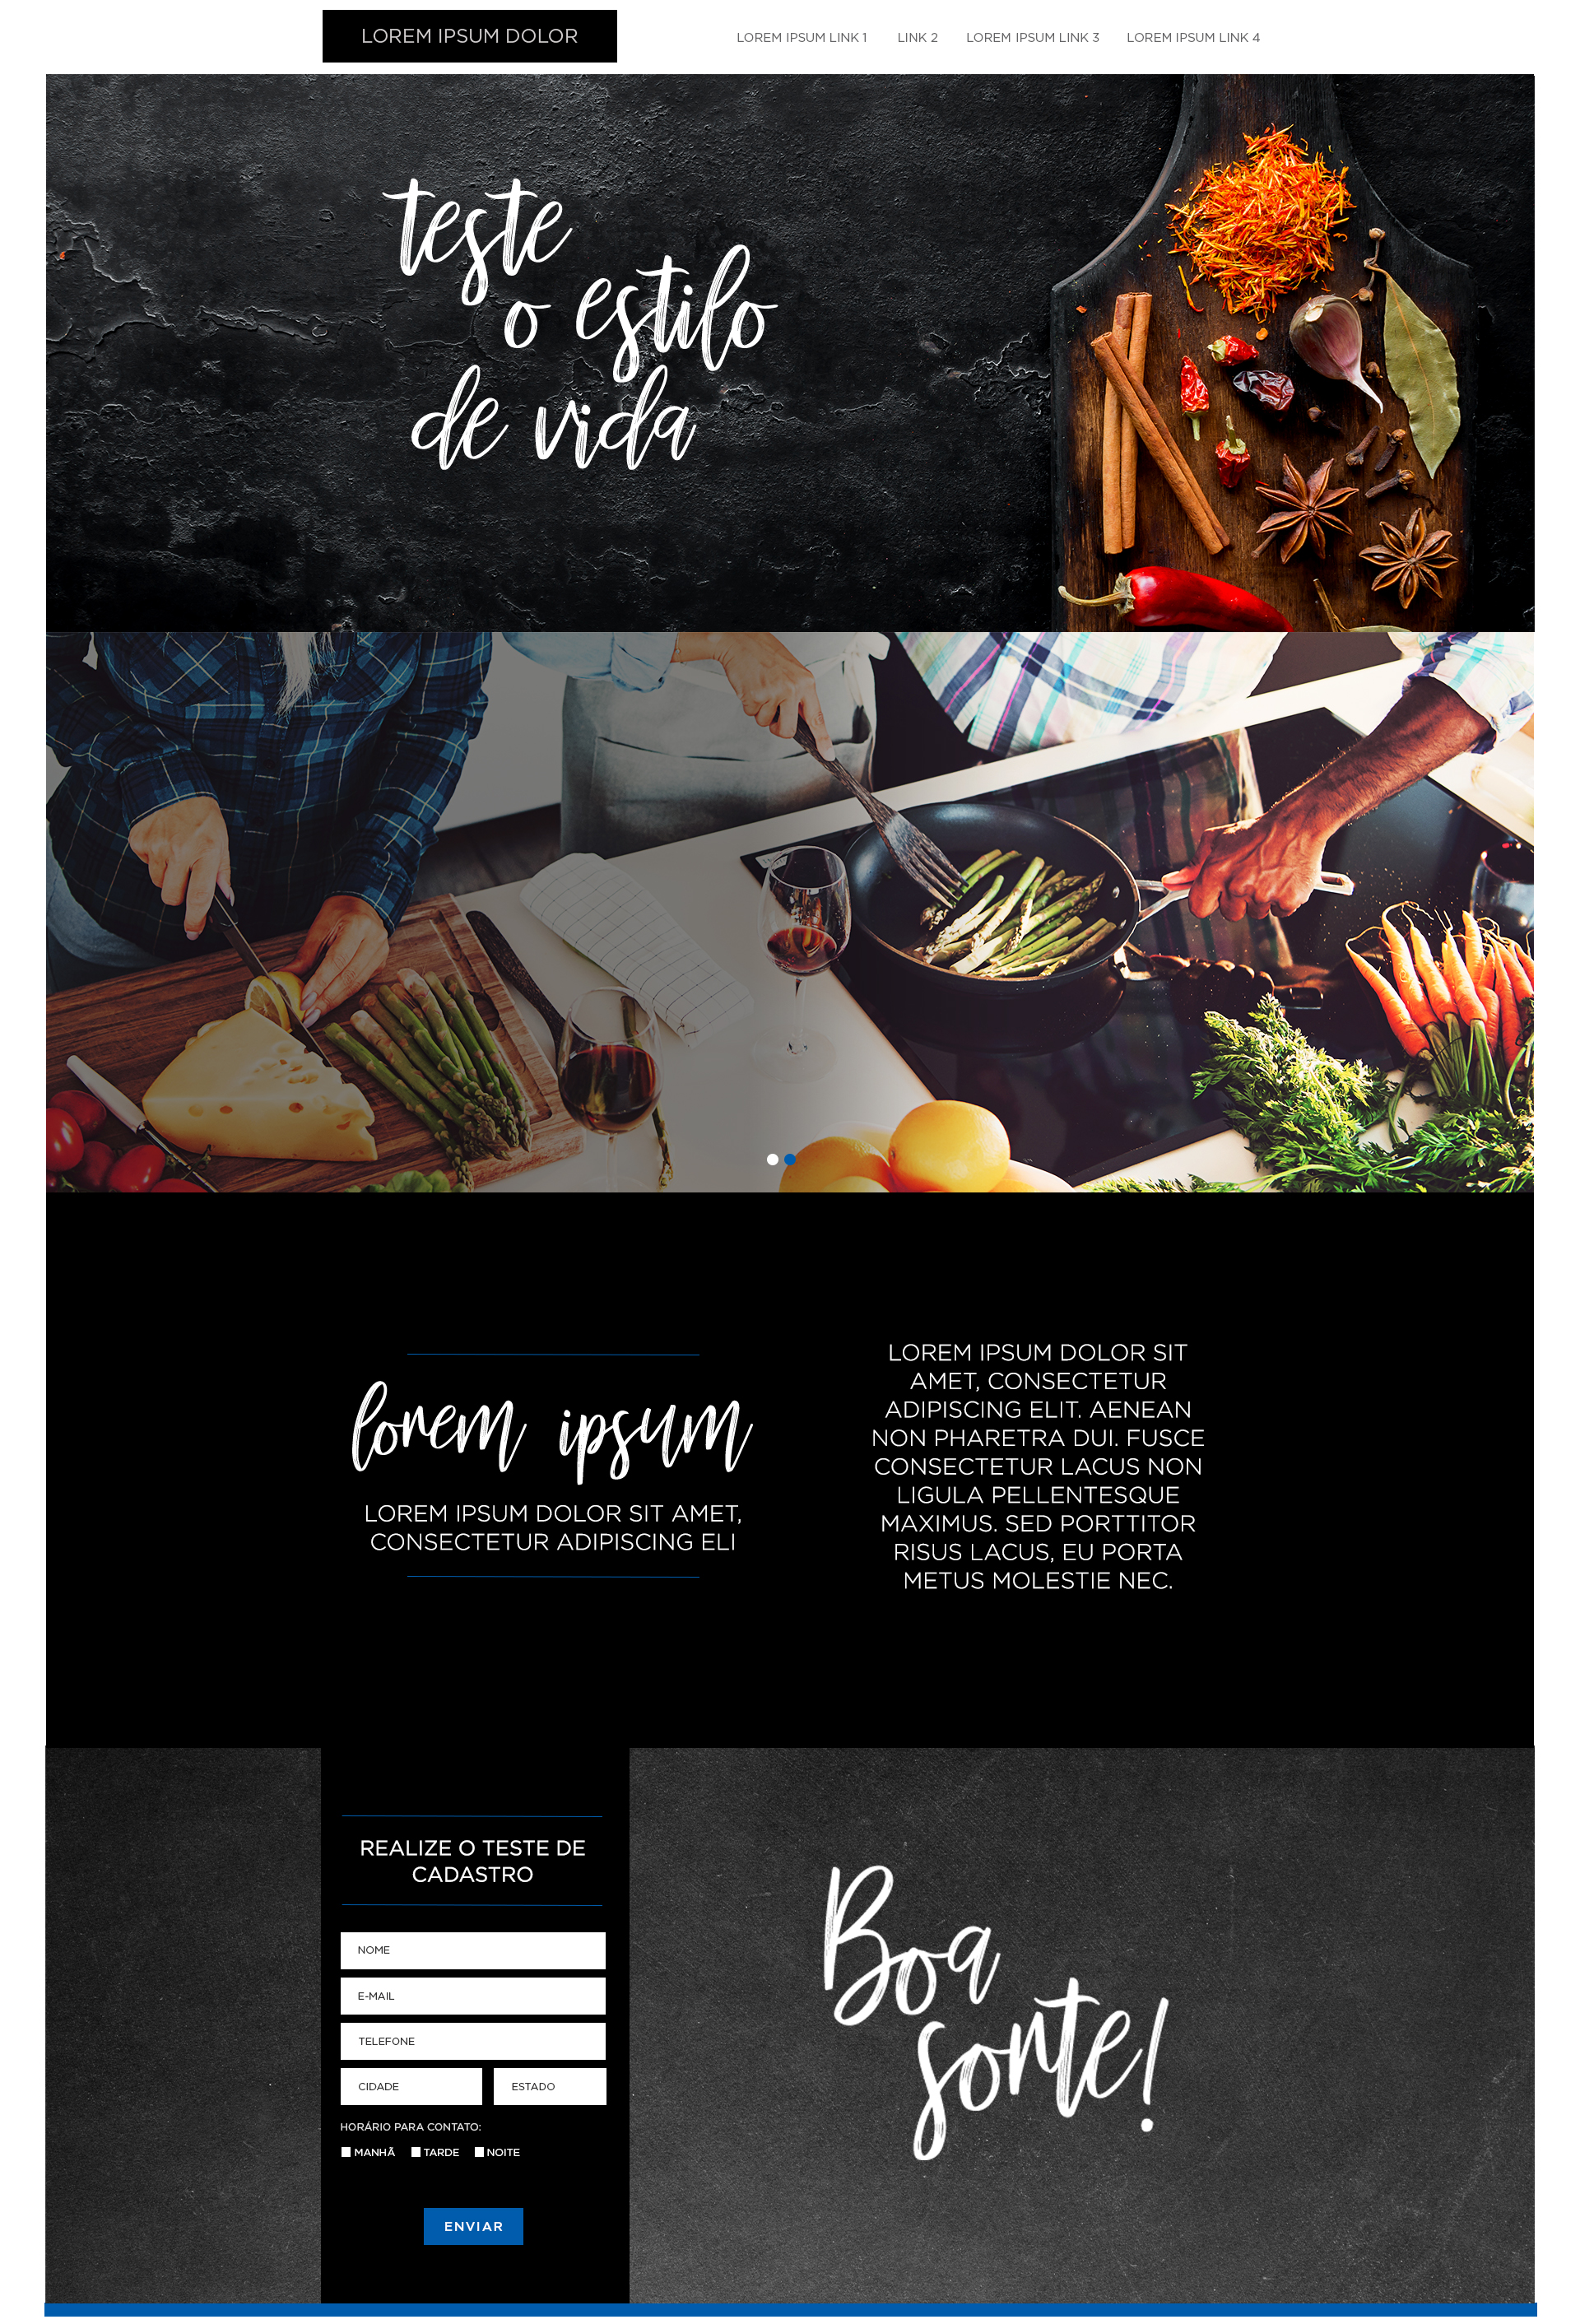 LOREM IPSUM DOLOR
LOREM IPSUM LINK 1
LINK 2
LOREM IPSUM LINK 3
LOREM IPSUM LINK 4
teste
o estilo
de vida
lorem ipsum
LOREM IPSUM DOLOR SIT AMET,
CONSECTETUR ADIPISCING ELI
LOREM IPSUM DOLOR SIT
AMET, CONSECTETUR
ADIPISCING ELIT. AENEAN
NON PHARETRA DUI. FUSCE
CONSECTETUR LACUS NON
LIGULA PELLENTESQUE
MAXIMUS. SED PORTTITOR
RISUS LACUS, EU PORTA
METUS MOLESTIE NEC.
REALIZE O TESTE DE
CADASTRO
NOME
E-MAIL
TELEFONE
CIDADE
ESTADO
HORÁRIO PARA CONTATO:
MANHÃ
TARDE
NOITE
ENVIAR
Boa
sorte!